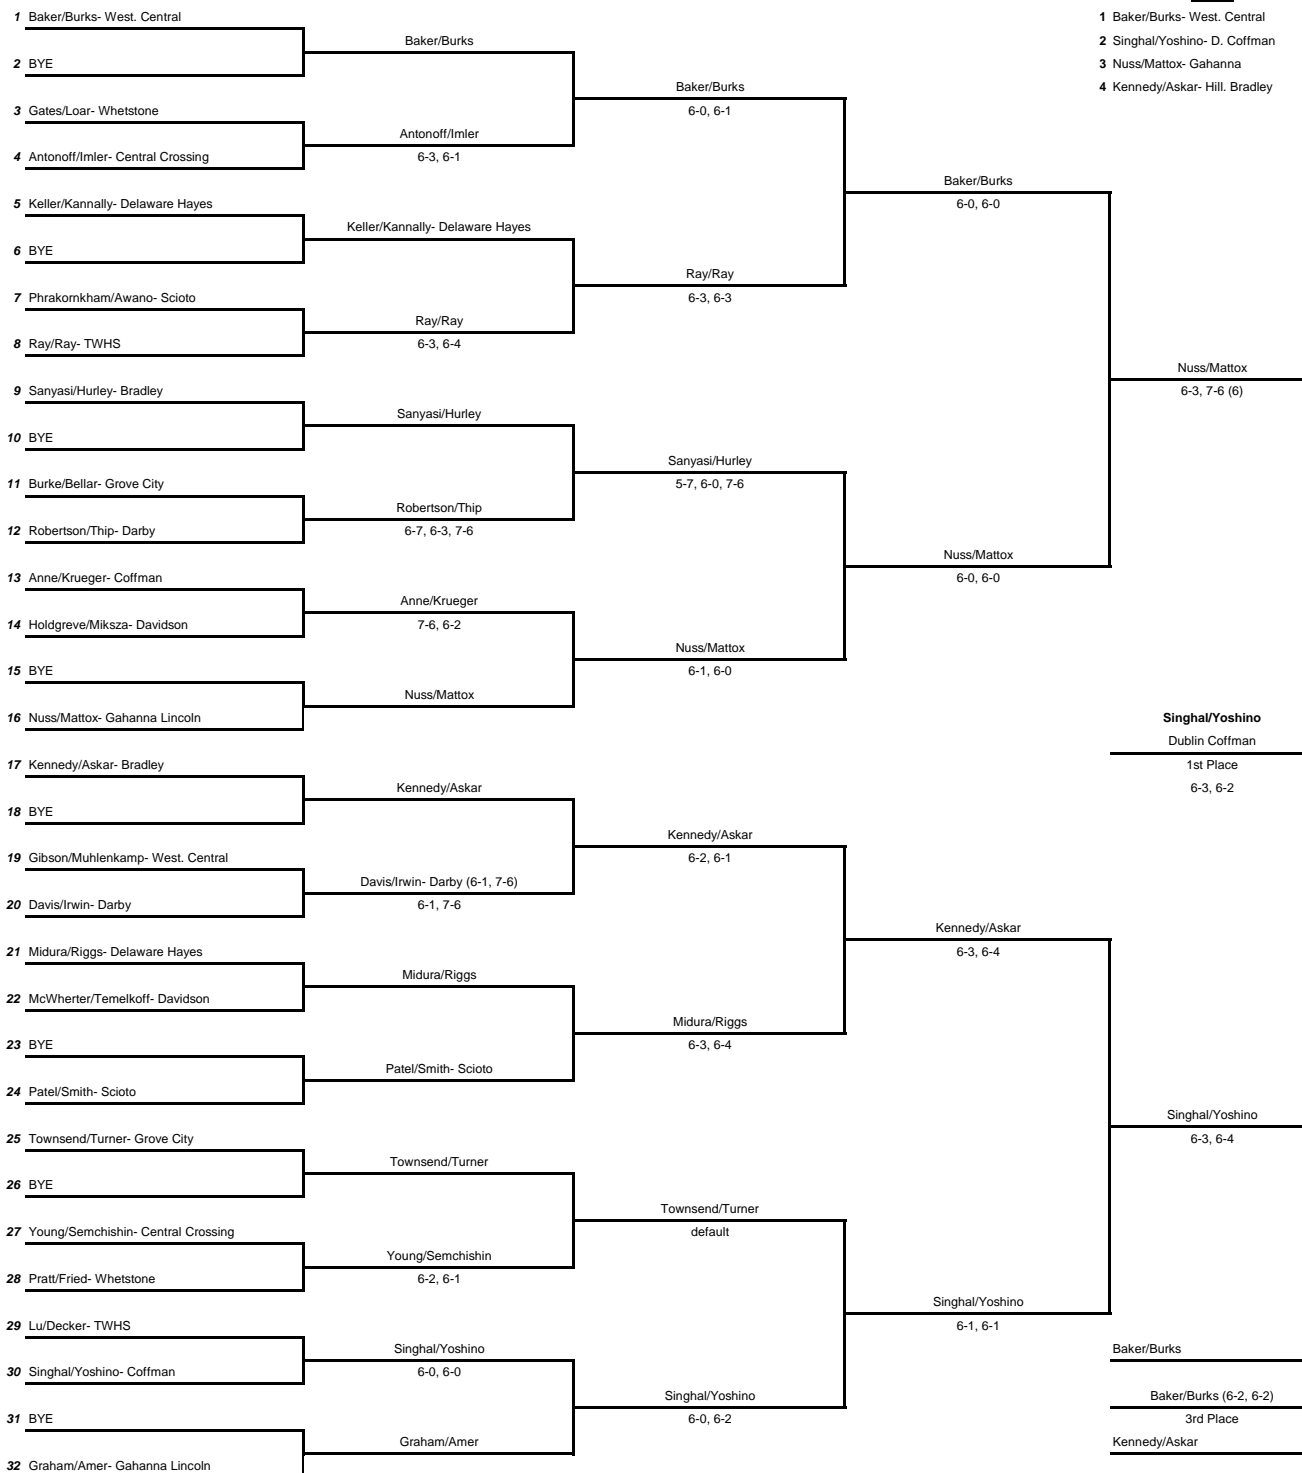 1 Baker/Burks- West. Central
2 BYE
3 Gates/Loar- Whetstone
4 Antonoff/Imler- Central Crossing
5 Keller/Kannally- Delaware Hayes
6 BYE
7 Phrakornkham/Awano- Scioto
8 Ray/Ray- TWHS
9 Sanyasi/Hurley- Bradley
10 BYE
11 Burke/Bellar- Grove City
12 Robertson/Thip- Darby
13 Anne/Krueger- Coffman
14 Holdgreve/Miksza- Davidson
15 BYE
16 Nuss/Mattox- Gahanna Lincoln
17 Kennedy/Askar- Bradley
18 BYE
19 Gibson/Muhlenkamp- West. Central
20 Davis/Irwin- Darby
21 Midura/Riggs- Delaware Hayes
22 McWherter/Temelkoff- Davidson
23 BYE
24 Patel/Smith- Scioto
25 Townsend/Turner- Grove City
26 BYE
27 Young/Semchishin- Central Crossing
28 Pratt/Fried- Whetstone
29 Lu/Decker- TWHS
30 Singhal/Yoshino- Coffman
31 BYE
32 Graham/Amer- Gahanna Lincoln
Baker/Burks
Antonoff/Imler
6-3, 6-1
Keller/Kannally- Delaware Hayes
Ray/Ray
6-3, 6-4
Sanyasi/Hurley
Robertson/Thip
6-7, 6-3, 7-6
Anne/Krueger
7-6, 6-2
Nuss/Mattox
Kennedy/Askar
Davis/Irwin- Darby (6-1, 7-6)
6-1, 7-6
Midura/Riggs
Patel/Smith- Scioto
Townsend/Turner
Young/Semchishin
6-2, 6-1
Singhal/Yoshino
6-0, 6-0
Graham/Amer
Baker/Burks
6-0, 6-1
Ray/Ray
6-3, 6-3
Sanyasi/Hurley
5-7, 6-0, 7-6
Nuss/Mattox
6-1, 6-0
Kennedy/Askar
6-2, 6-1
Midura/Riggs
6-3, 6-4
Townsend/Turner
default
Singhal/Yoshino
6-0, 6-2
Baker/Burks
6-0, 6-0
Nuss/Mattox
6-0, 6-0
Kennedy/Askar
6-3, 6-4
Singhal/Yoshino
6-1, 6-1
1 Baker/Burks- West. Central
2 Singhal/Yoshino- D. Coffman
3 Nuss/Mattox- Gahanna
4 Kennedy/Askar- Hill. Bradley
Nuss/Mattox
6-3, 7-6 (6)
Singhal/Yoshino
Dublin Coffman
1st Place
6-3, 6-2
Singhal/Yoshino
6-3, 6-4
Baker/Burks
Baker/Burks (6-2, 6-2)
3rd Place
Kennedy/Askar